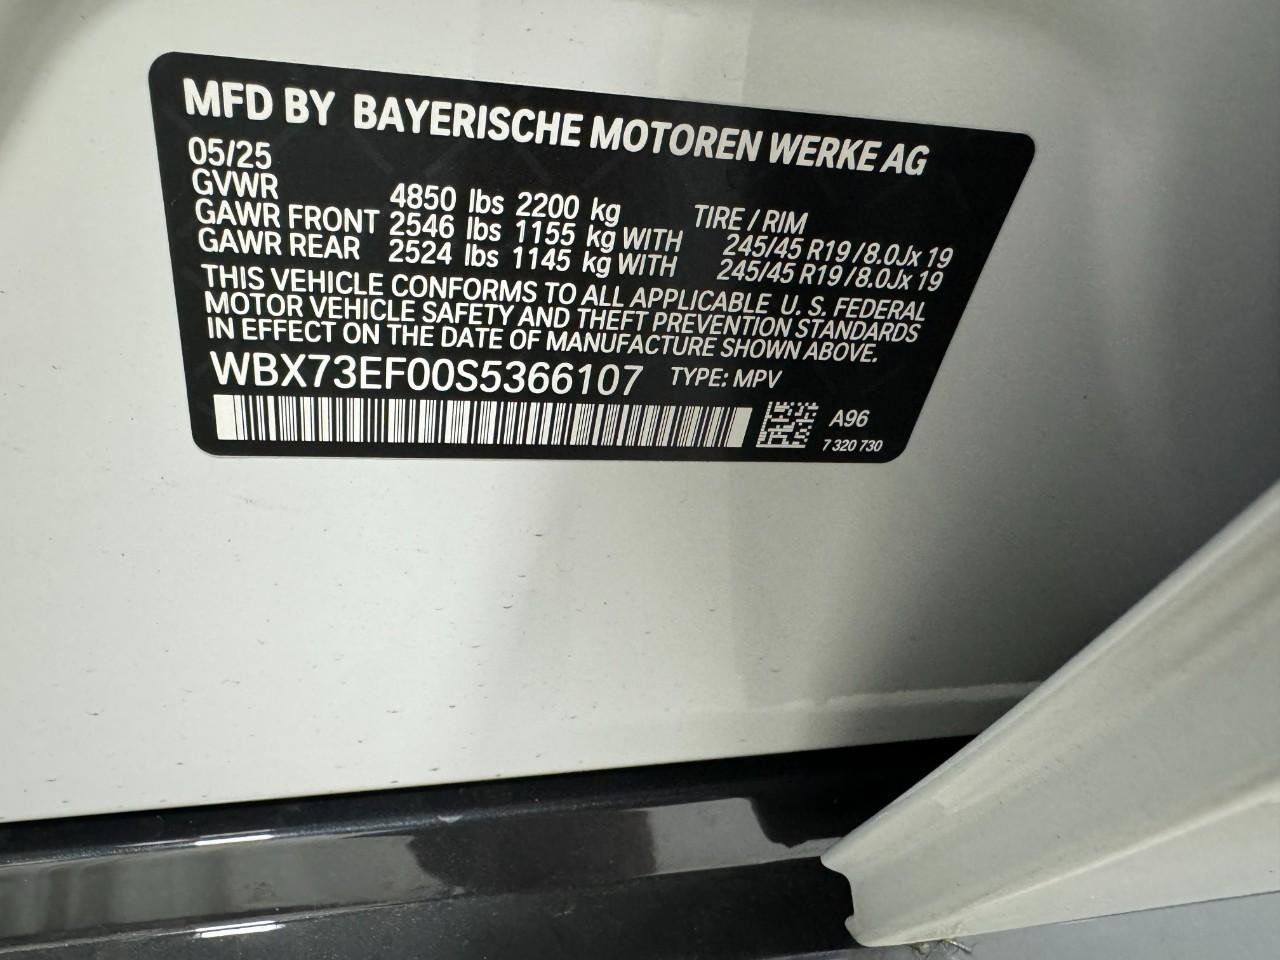 MFD BY BAYERISCHE MOTOREN WERKE AG
05/25
GVWR 4850 lbs 2200 kg TIRE / RIM
GAWR FRONT 2546 lbs 1155 kg WITH 245/45 R19 /8.0Jx 19
GAWR REAR 2524 lbs 1145 kg WITH 245/45 R19 /8.0Jx 19
THIS VEHICLE CONFORMS TO ALL APPLICABLE U. S. FEDERAL
MOTOR VEHICLE SAFETY AND THEFT PREVENTION STANDARDS
IN EFFECT ON THE DATE OF MANUFACTURE SHOWN ABOVE.
WBX73EF00S5366107 TYPE: MPV
A96
7 320 730